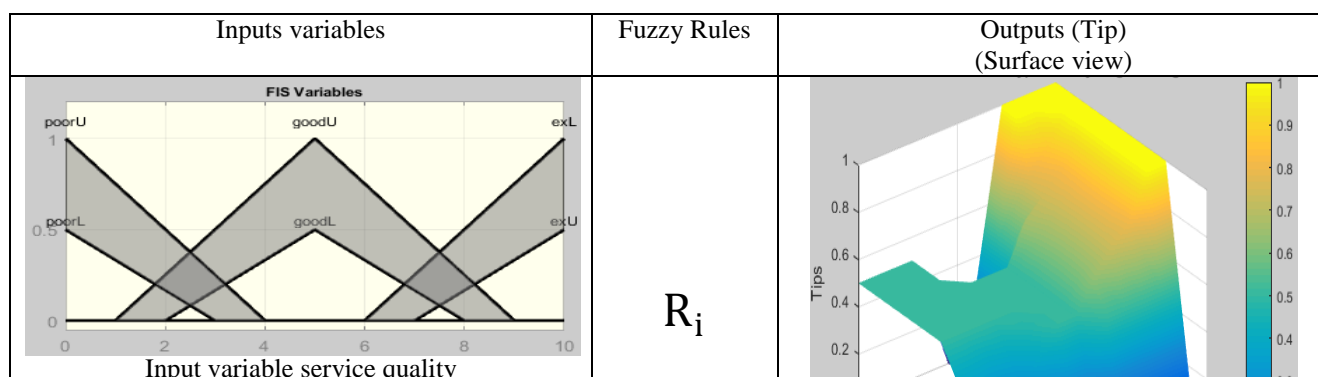 Inputs variables
Fuzzy Rules
Outputs (Tip)
(Surface view)
FIS Variables
poorU
goodU
exL
1
poorL
goodL
exU
0.5
0
0 2 4 6 8 10
Input variable service quality
R_i
1
0.8
0.6
0.4
0.2
Tips
1
0.9
0.8
0.7
0.6
0.5
0.4